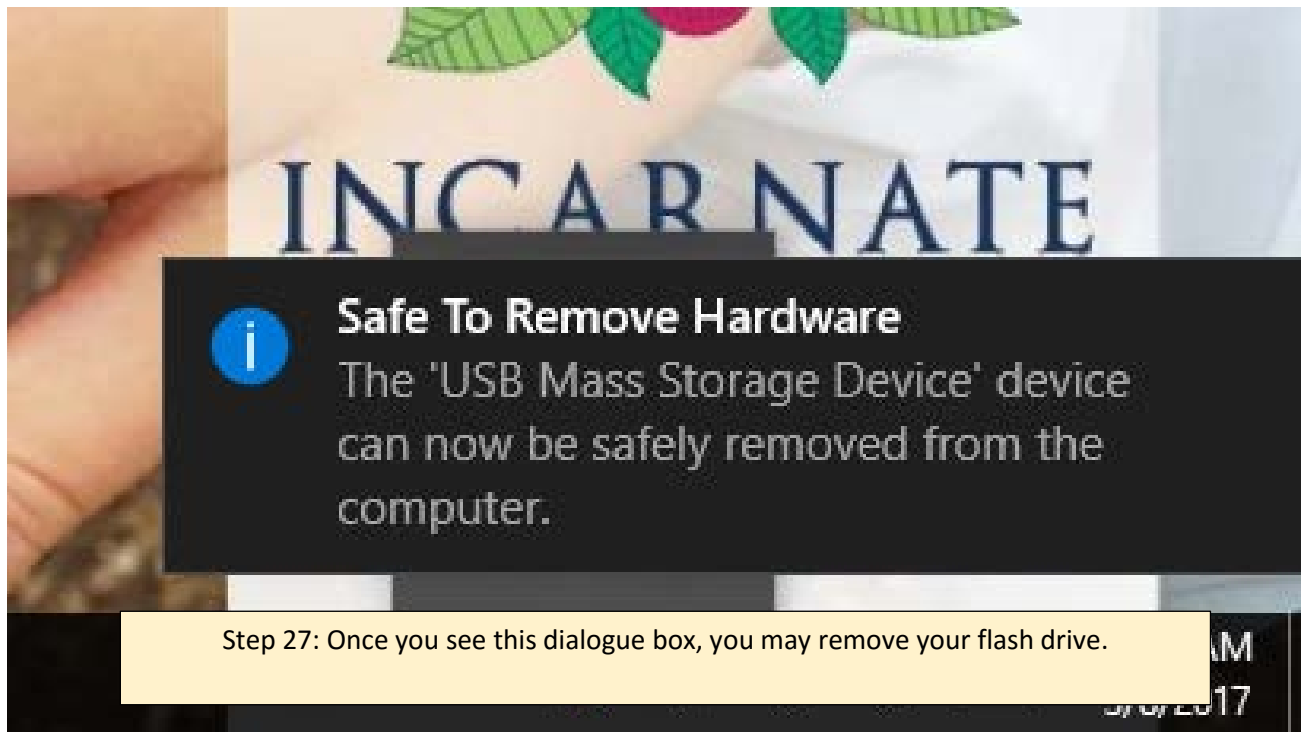 INCARNATE
Safe To Remove Hardware
The 'USB Mass Storage Device' device
can now be safely removed from the
computer.
Step 27: Once you see this dialogue box, you may remove your flash drive.
AM